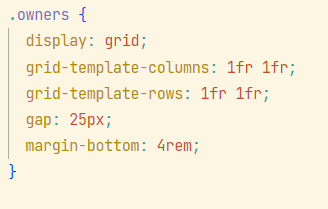 .owners {
  display: grid;
  grid-template-columns: 1fr 1fr;
  grid-template-rows: 1fr 1fr;
  gap: 25px;
  margin-bottom: 4rem;
}